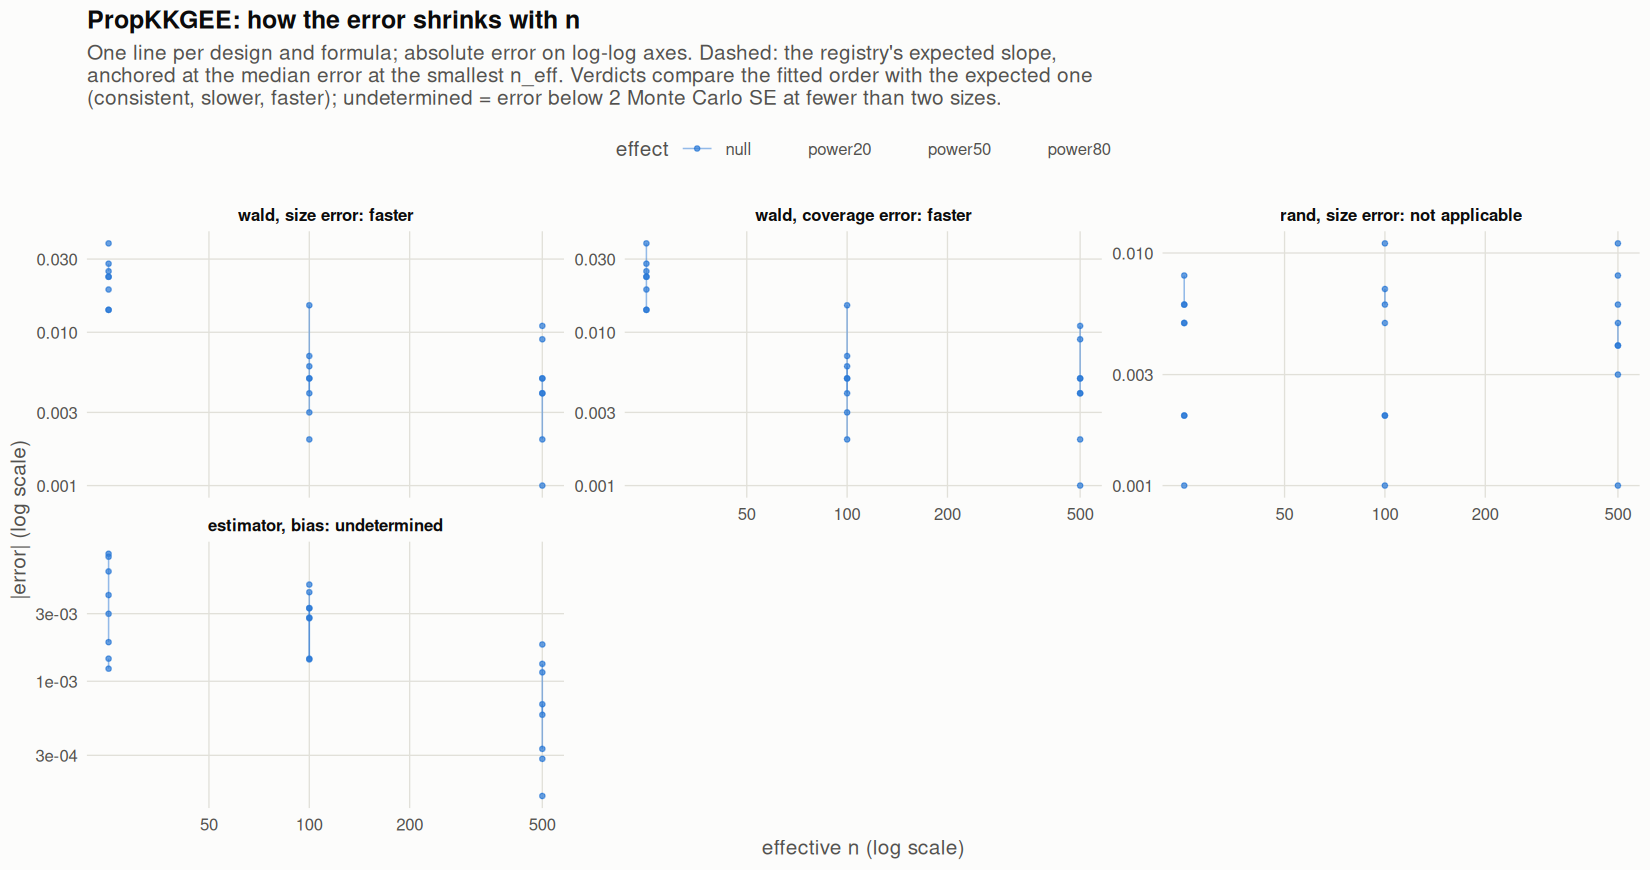 PropKKGEE: how the error shrinks with n
One line per design and formula; absolute error on log-log axes. Dashed: the registry's expected slope,
anchored at the median error at the smallest n_eff. Verdicts compare the fitted order with the expected one
(consistent, slower, faster); undetermined = error below 2 Monte Carlo SE at fewer than two sizes.
effect null power20 power50 power80
wald, size error: faster
0.030
0.010
0.003
0.001
wald, coverage error: faster
0.030
0.010
0.003
0.001
50 100 200 500
rand, size error: not applicable
0.010
0.003
0.001
50 100 200 500
estimator, bias: undetermined
3e-03
1e-03
3e-04
50 100 200 500
|error| (log scale)
effective n (log scale)